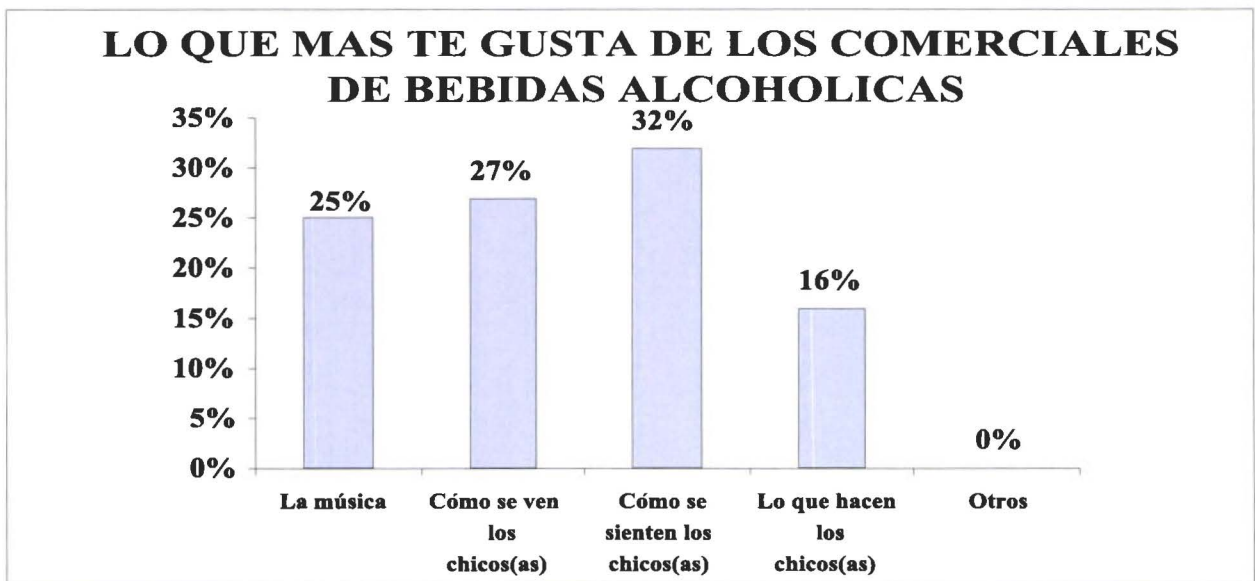 LO QUE MAS TE GUSTA DE LOS COMERCIALES
DE BEBIDAS ALCOHOLICAS
35%
30%
25%
20%
15%
10%
5%
0%
25%
27%
32%
16%
0%
La música
Cómo se ven
los
chicos(as)
Cómo se
sienten los
chicos(as)
Lo que hacen
los
chicos(as)
Otros